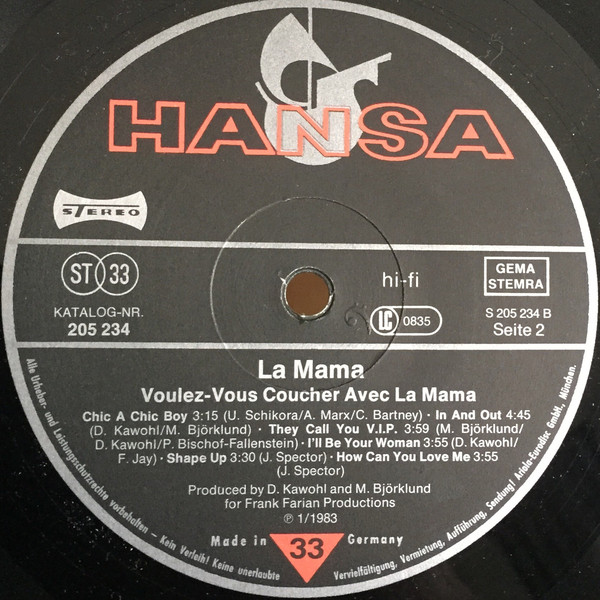 HANSA
STEREO
ST 33
hi-fi
GEMA
STEMRA
KATALOG-NR.
205 234
LC 0835
S 205 234 B
Seite 2
La Mama
Voulez-Vous Coucher Avec La Mama
Chic A Chic Boy 3:15 (U. Schikora/A. Marx/C. Bartney) · In And Out 4:45
(D. Kawohl/M. Björklund) · They Call You V.I.P. 3:59 (M. Björklund/
D. Kawohl/P. Bischof-Fallenstein) · I'll Be Your Woman 3:55 (D. Kawohl/
F. Jay) · Shape Up 3:30 (J. Spector) · How Can You Love Me 3:55
(J. Spector)
Produced by D. Kawohl and M. Björklund
for Frank Farian Productions
℗ 1/1983
Made in 33 Germany
Alle Urheber- und Leistungsschutzrechte vorbehalten – Kein Verleih! Keine unerlaubte Vervielfältigung, Vermietung, Aufführung, Sendung! Ariola-Eurodisc GmbH., München.